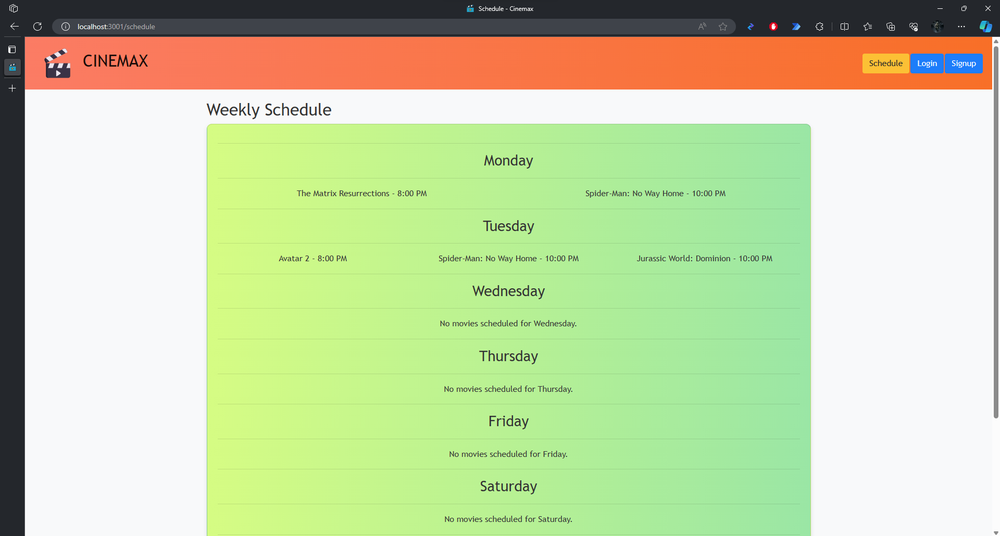 Schedule - Cinemax
localhost:3001/schedule
CINEMAX
Schedule Login Signup
Weekly Schedule
Monday
The Matrix Resurrections - 8:00 PM Spider-Man: No Way Home - 10:00 PM
Tuesday
Avatar 2 - 8:00 PM Spider-Man: No Way Home - 10:00 PM Jurassic World: Dominion - 10:00 PM
Wednesday
No movies scheduled for Wednesday.
Thursday
No movies scheduled for Thursday.
Friday
No movies scheduled for Friday.
Saturday
No movies scheduled for Saturday.